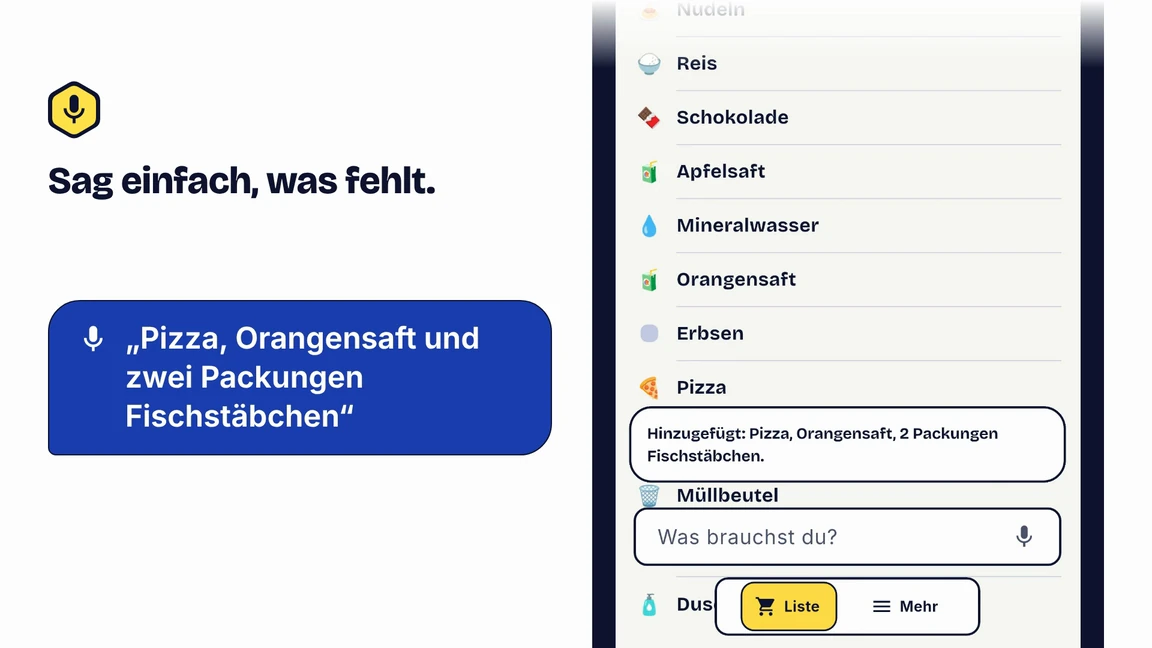 Sag einfach, was fehlt.
„Pizza, Orangensaft und
zwei Packungen
Fischstäbchen“
Nudeln
Reis
Schokolade
Apfelsaft
Mineralwasser
Orangensaft
Erbsen
Pizza
Hinzugefügt: Pizza, Orangensaft, 2 Packungen
Fischstäbchen.
Müllbeutel
Was brauchst du?
Liste
Mehr